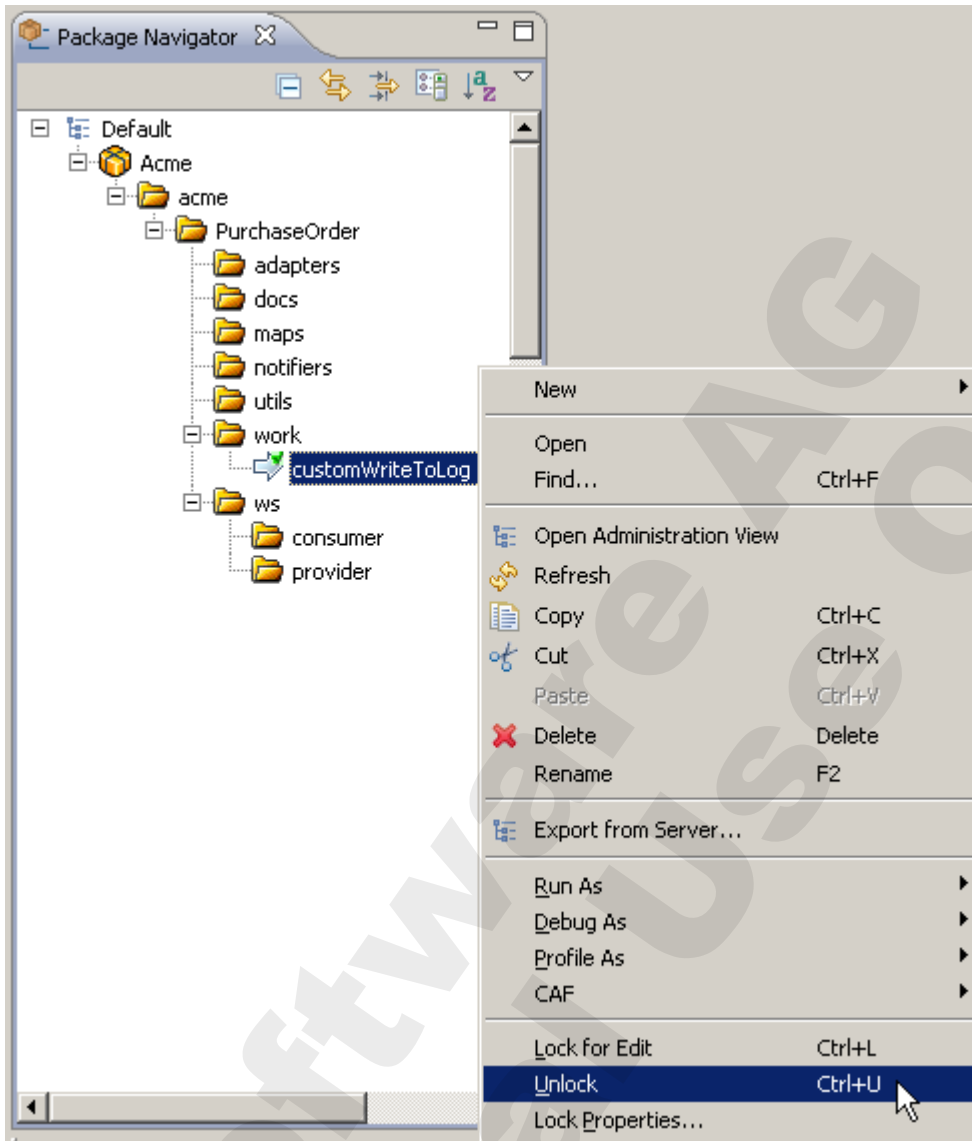 Package Navigator
Default
Acme
acme
PurchaseOrder
adapters
docs
maps
notifiers
utils
work
customWriteToLog
ws
consumer
provider
New
Open
Find... Ctrl+F
Open Administration View
Refresh
Copy Ctrl+C
Cut Ctrl+X
Paste Ctrl+V
Delete Delete
Rename F2
Export from Server...
Run As
Debug As
Profile As
CAF
Lock for Edit Ctrl+L
Unlock Ctrl+U
Lock Properties...